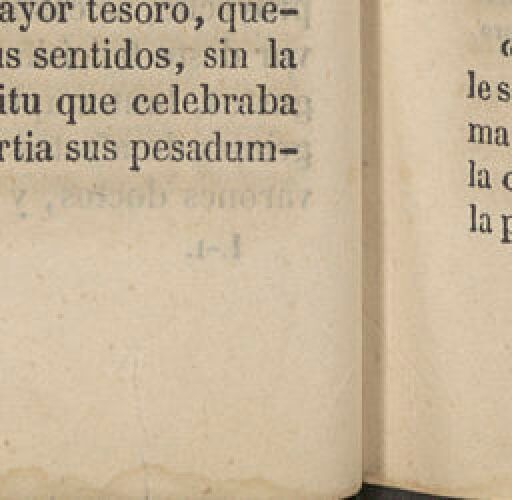 ayor tesoro, que-
us sentidos, sin la
itu que celebraba
rtia sus pesadum-
le s
ma
la
la p